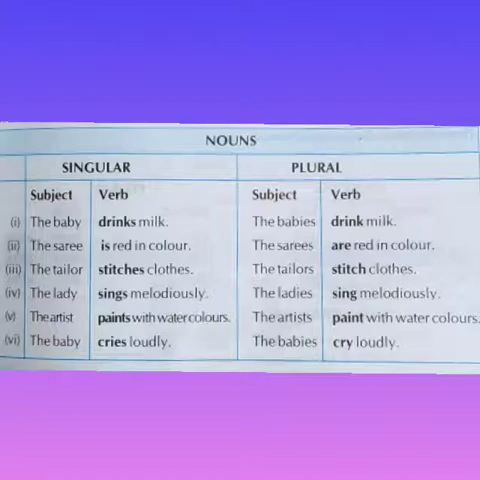 NOUNS
SINGULAR PLURAL
Subject Verb Subject Verb
(i) The baby drinks milk. The babies drink milk.
(ii) The saree is red in colour. The sarees are red in colour.
(iii) The tailor stitches clothes. The tailors stitch clothes.
(iv) The lady sings melodiously. The ladies sing melodiously.
(v) The artist paints with water colours. The artists paint with water colours.
(vi) The baby cries loudly. The babies cry loudly.